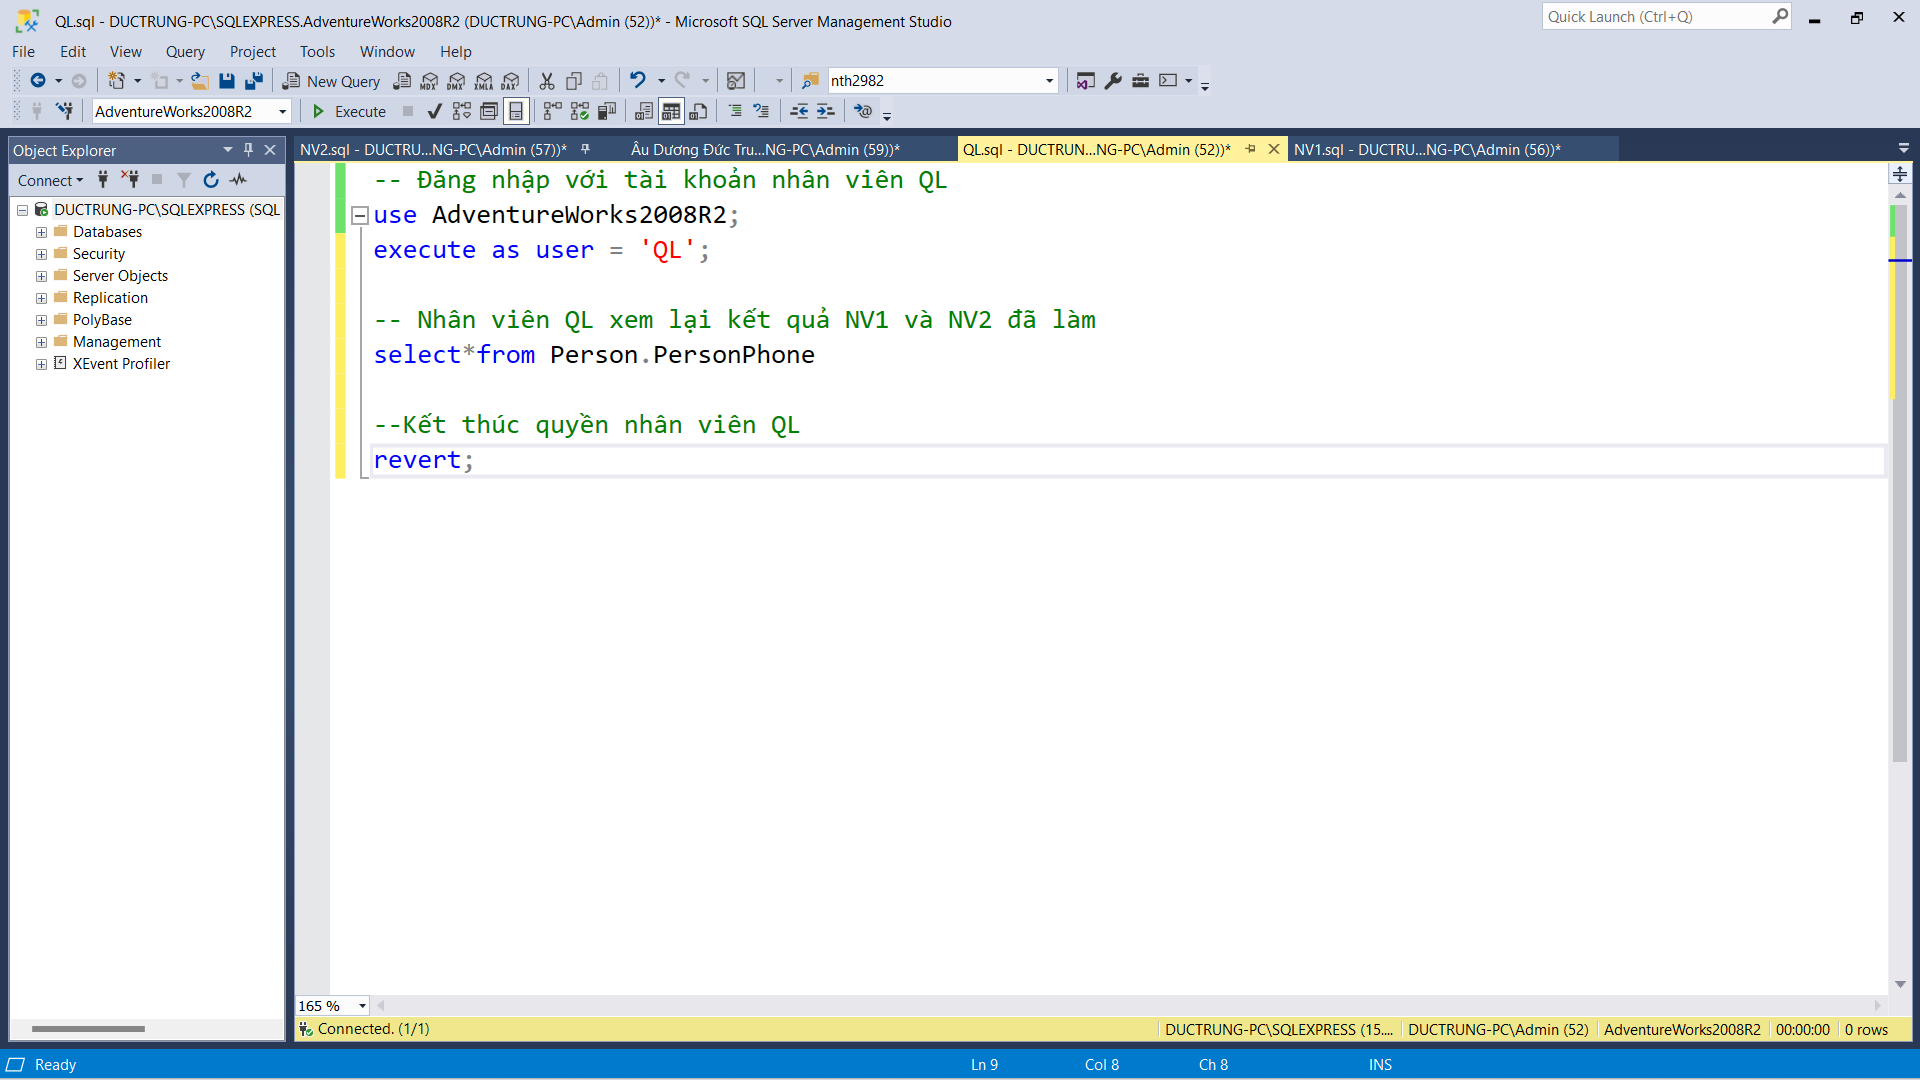 QL.sql - DUCTRUNG-PC\SQLEXPRESS.AdventureWorks2008R2 (DUCTRUNG-PC\Admin (52))* - Microsoft SQL Server Management Studio
Quick Launch (Ctrl+Q)
File Edit View Query Project Tools Window Help
New Query MDX DMX XMLA DAX nth2982
AdventureWorks2008R2 Execute
Object Explorer
NV2.sql - DUCTRU...NG-PC\Admin (57))* Âu Dương Đức Tru...NG-PC\Admin (59))* QL.sql - DUCTRUN...NG-PC\Admin (52))* NV1.sql - DUCTRU...NG-PC\Admin (56))*
Connect
DUCTRUNG-PC\SQLEXPRESS (SQL
Databases
Security
Server Objects
Replication
PolyBase
Management
XEvent Profiler
-- Đăng nhập với tài khoản nhân viên QL
use AdventureWorks2008R2;
execute as user = 'QL';
-- Nhân viên QL xem lại kết quả NV1 và NV2 đã làm
select*from Person.PersonPhone
--Kết thúc quyền nhân viên QL
revert;
165 %
Connected. (1/1) DUCTRUNG-PC\SQLEXPRESS (15.... DUCTRUNG-PC\Admin (52) AdventureWorks2008R2 00:00:00 0 rows
Ready Ln 9 Col 8 Ch 8 INS